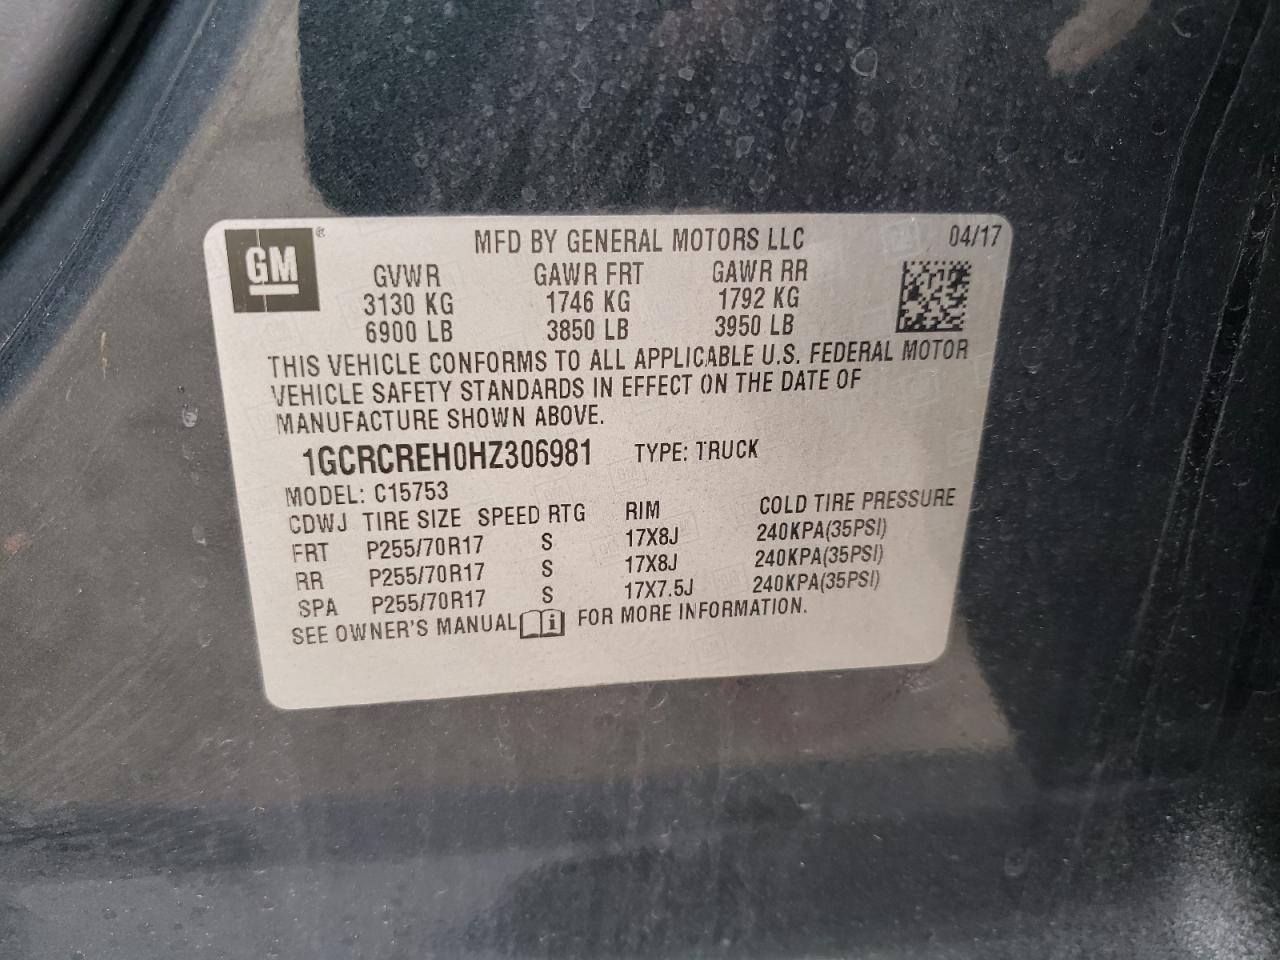 GM ® MFD BY GENERAL MOTORS LLC 04/17
GVWR GAWR FRT GAWR RR
3130 KG 1746 KG 1792 KG
6900 LB 3850 LB 3950 LB
THIS VEHICLE CONFORMS TO ALL APPLICABLE U.S. FEDERAL MOTOR
VEHICLE SAFETY STANDARDS IN EFFECT ON THE DATE OF
MANUFACTURE SHOWN ABOVE.
1GCRCREH0HZ306981 TYPE: TRUCK
MODEL: C15753
CDWJ TIRE SIZE SPEED RTG RIM COLD TIRE PRESSURE
FRT P255/70R17 S 17X8J 240KPA(35PSI)
RR P255/70R17 S 17X8J 240KPA(35PSI)
SPA P255/70R17 S 17X7.5J 240KPA(35PSI)
SEE OWNER'S MANUAL FOR MORE INFORMATION.